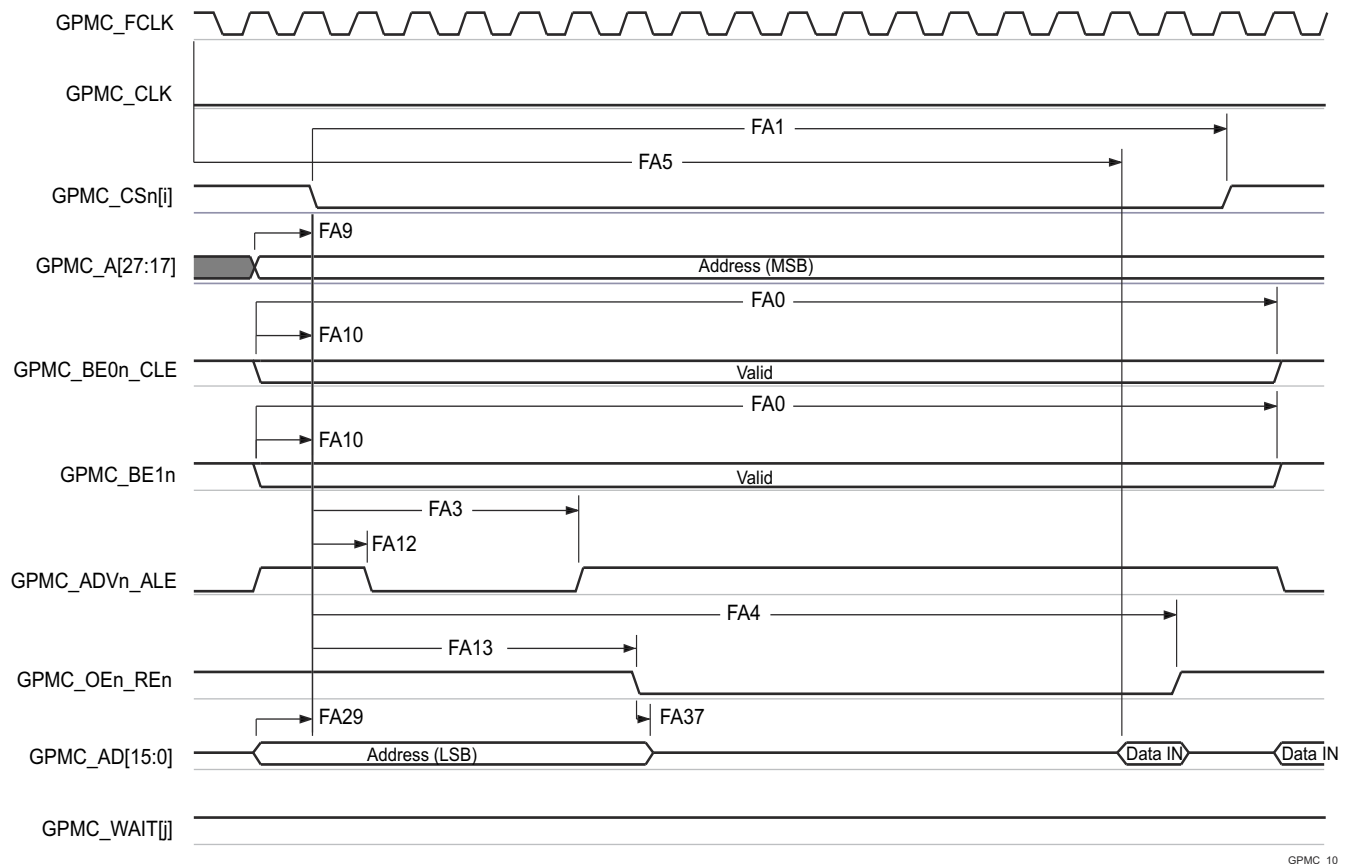 GPMC_FCLK
GPMC_CLK
FA1
FA5
GPMC_CSn[i]
FA9
GPMC_A[27:17]
Address (MSB)
FA0
FA10
GPMC_BE0n_CLE
Valid
FA0
FA10
GPMC_BE1n
Valid
FA3
FA12
GPMC_ADVn_ALE
FA4
FA13
GPMC_OEn_REn
FA29
FA37
GPMC_AD[15:0]
Address (LSB)
Data IN
Data IN
GPMC_WAIT[j]
GPMC_10